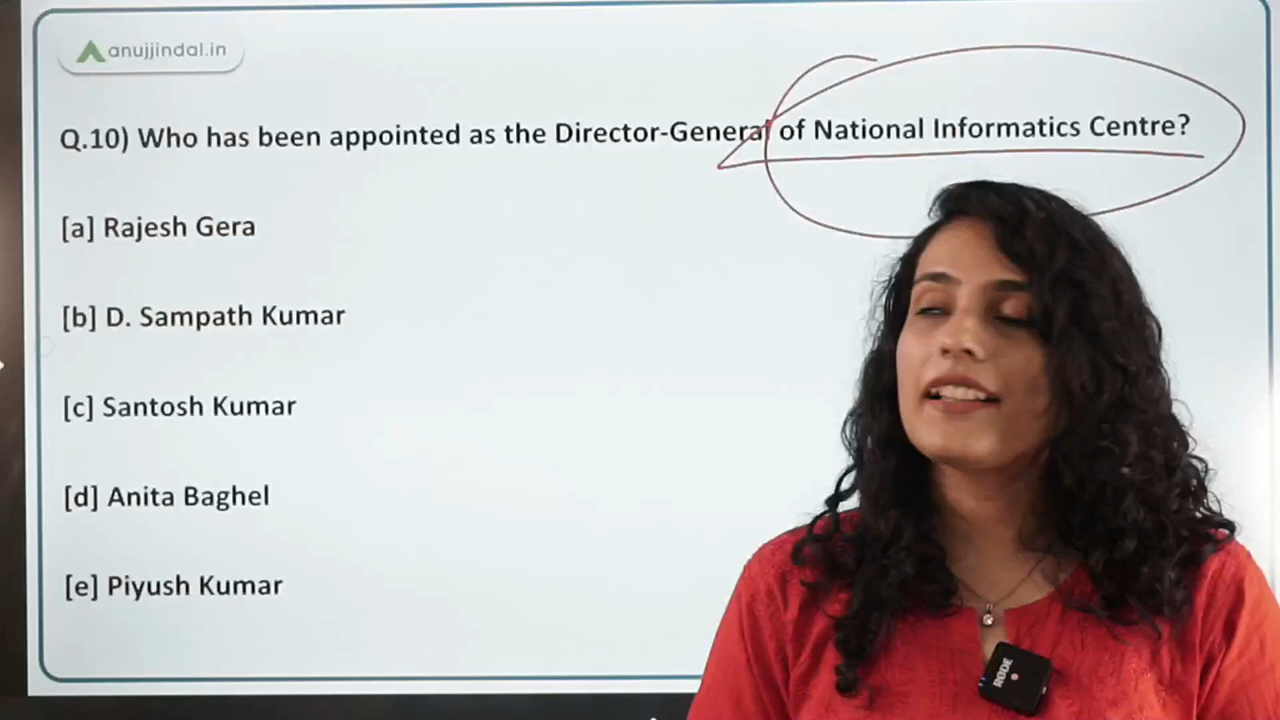 anujjindal.in
Q.10) Who has been appointed as the Director-General of National Informatics Centre?
[a] Rajesh Gera
[b] D. Sampath Kumar
[c] Santosh Kumar
[d] Anita Baghel
[e] Piyush Kumar
RØDE